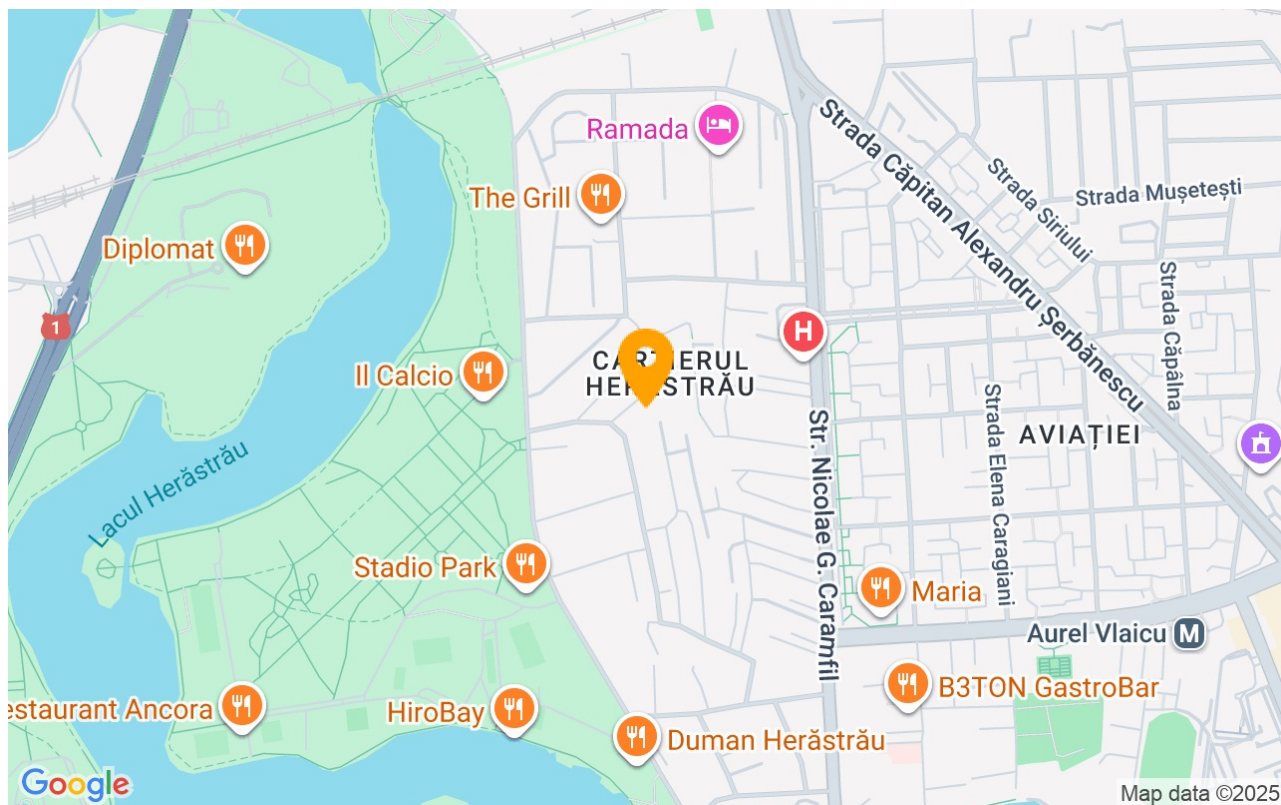 Ramada
The Grill
Diplomat
Il Calcio
1
Lacul Herăstrău
H
Stadio Park
HiroBay
Duman Herăstrău
Str. Nicolae G. Caramfil
Strada Căpitan Alexandru Șerbănescu
Strada Siriului
Strada Mușetești
Strada Căpâlna
Strada Elena Caragiani
AVIAȚIEI
Maria
Aurel Vlaicu M
B3TON GastroBar
estaurant Ancora
Google
Map data ©2025